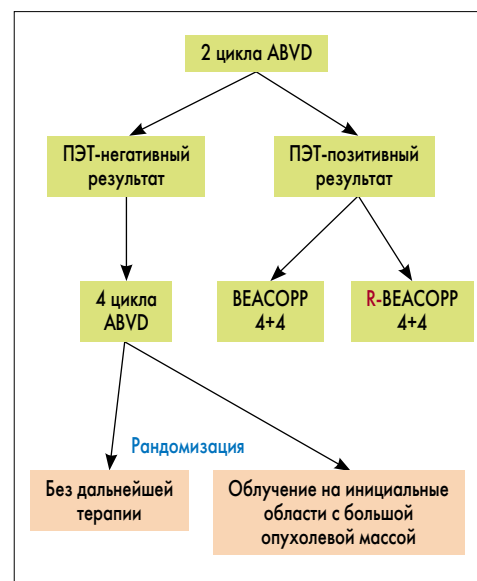 2 цикла ABVD
ПЭТ-негативный
результат
ПЭТ-позитивный
результат
4 цикла
ABVD
BEACOPP
4+4
R-BEACOPP
4+4
Рандомизация
Без дальнейшей
терапии
Облучение на инициальные
области с большой
опухолевой массой